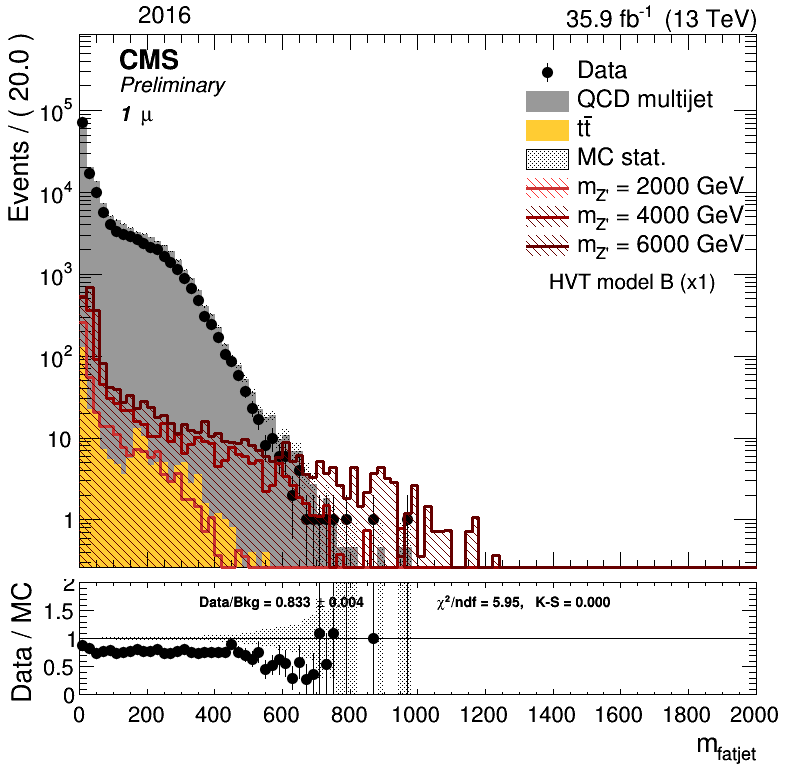 2016
35.9 fb⁻¹ (13 TeV)
Events / ( 20.0 )
CMS
Preliminary
1 μ
Data
QCD multijet
tt̄
MC stat.
m_Z' = 2000 GeV
m_Z' = 4000 GeV
m_Z' = 6000 GeV
HVT model B (x1)
10⁵
10⁴
10³
10²
10
1
Data / MC
2
1.5
1
0.5
0
Data/Bkg = 0.833 ± 0.004
χ²/ndf = 5.95, K-S = 0.000
0 200 400 600 800 1000 1200 1400 1600 1800 2000
m_fatjet